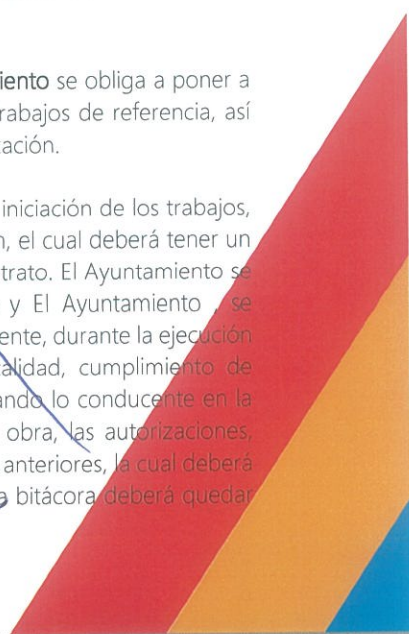 iento se obliga a poner a
rabajos de referencia, así
tación.
iniciación de los trabajos,
n, el cual deberá tener un
trato. El Ayuntamiento se
y El Ayuntamiento , se
ente, durante la ejecución
alidad, cumplimiento de
ando lo conducente en la
obra, las autorizaciones,
anteriores, la cual deberá
a bitácora deberá quedar